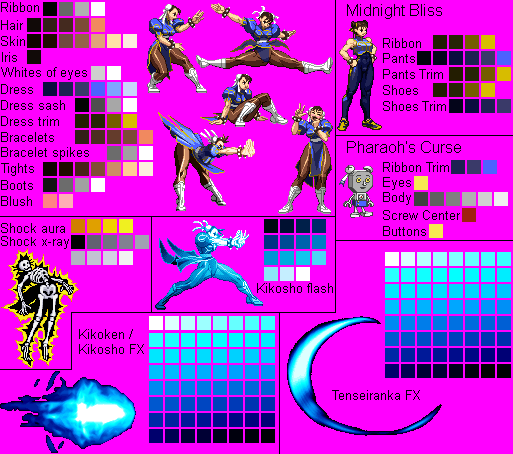 Ribbon
Hair
Skin
Iris
Whites of eyes
Dress
Dress sash
Dress trim
Bracelets
Bracelet spikes
Tights
Boots
Blush
Midnight Bliss
Ribbon
Pants
Pants Trim
Shoes
Shoes Trim
Pharaoh's Curse
Ribbon Trim
Eyes
Body
Screw Center
Buttons
Shock aura
Shock x-ray
Kikosho flash
Kikoken /
Kikosho FX
Tenseiranka FX